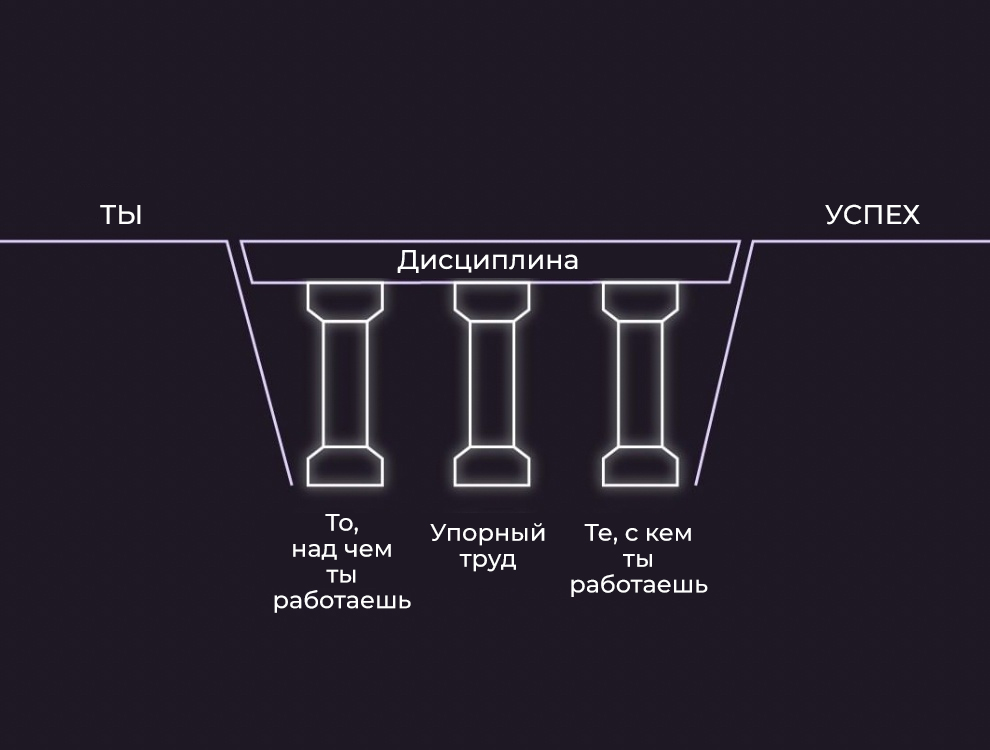 ТЫ
УСПЕХ
Дисциплина
То,
над чем
ты
работаешь
Упорный
труд
Те, с кем
ты
работаешь